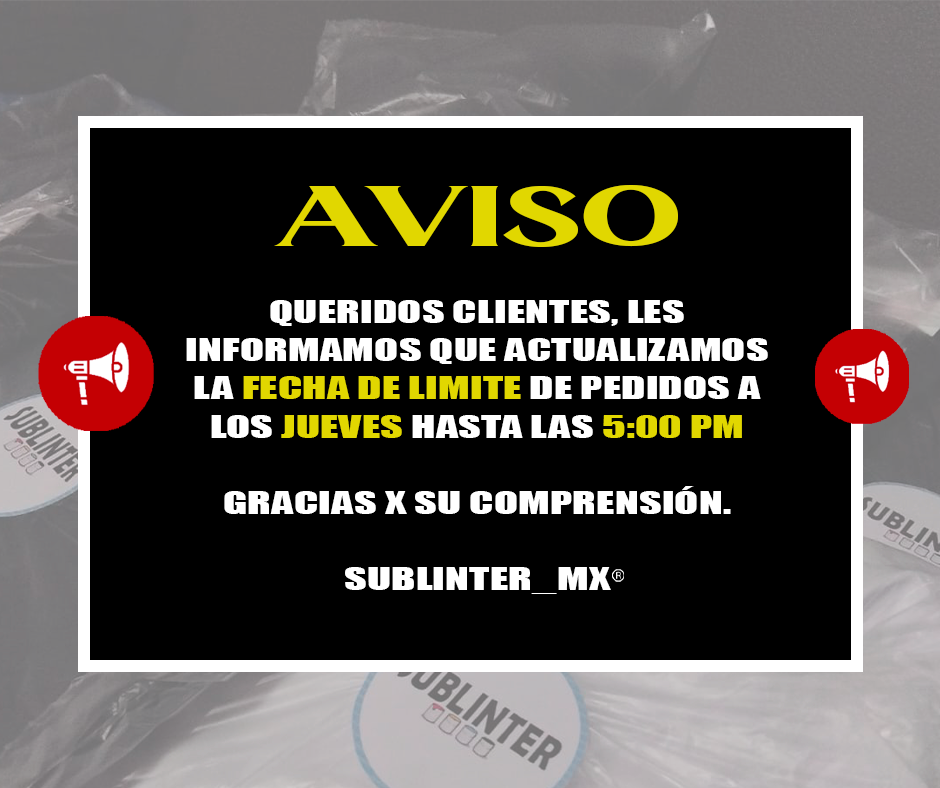 AVISO
QUERIDOS CLIENTES, LES
INFORMAMOS QUE ACTUALIZAMOS
LA FECHA DE LIMITE DE PEDIDOS A
LOS JUEVES HASTA LAS 5:00 PM
GRACIAS X SU COMPRENSIÓN.
SUBLINTER_MX®
SUBLINTER
SUBLIN
SUBLINTER